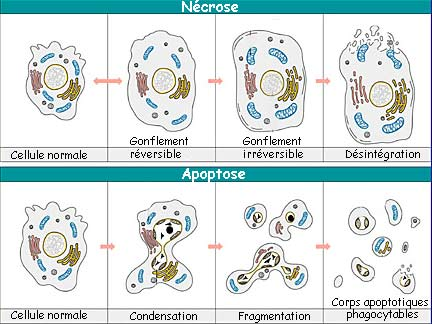 Nécrose
Cellule normale
Gonflement
réversible
Gonflement
irréversible
Désintégration
Apoptose
Cellule normale
Condensation
Fragmentation
Corps apoptotiques
phagocytables